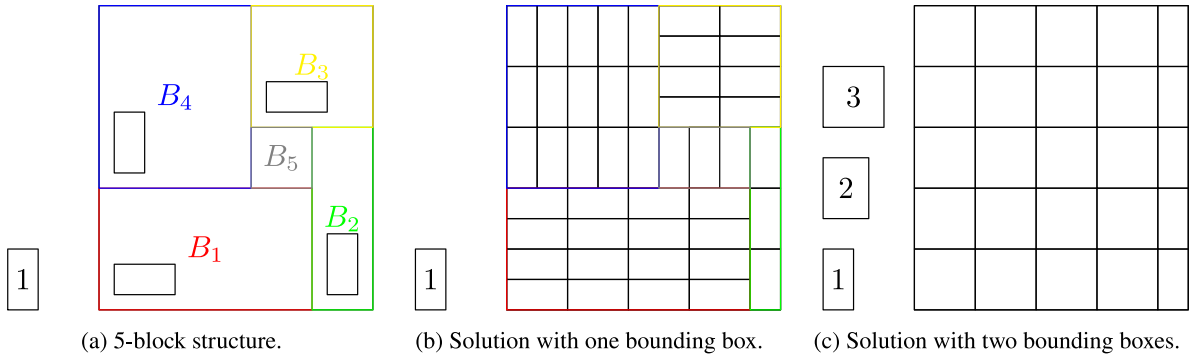 B4
B3
B5
B2
B1
1
1
3
2
1
(a) 5-block structure.
(b) Solution with one bounding box.
(c) Solution with two bounding boxes.